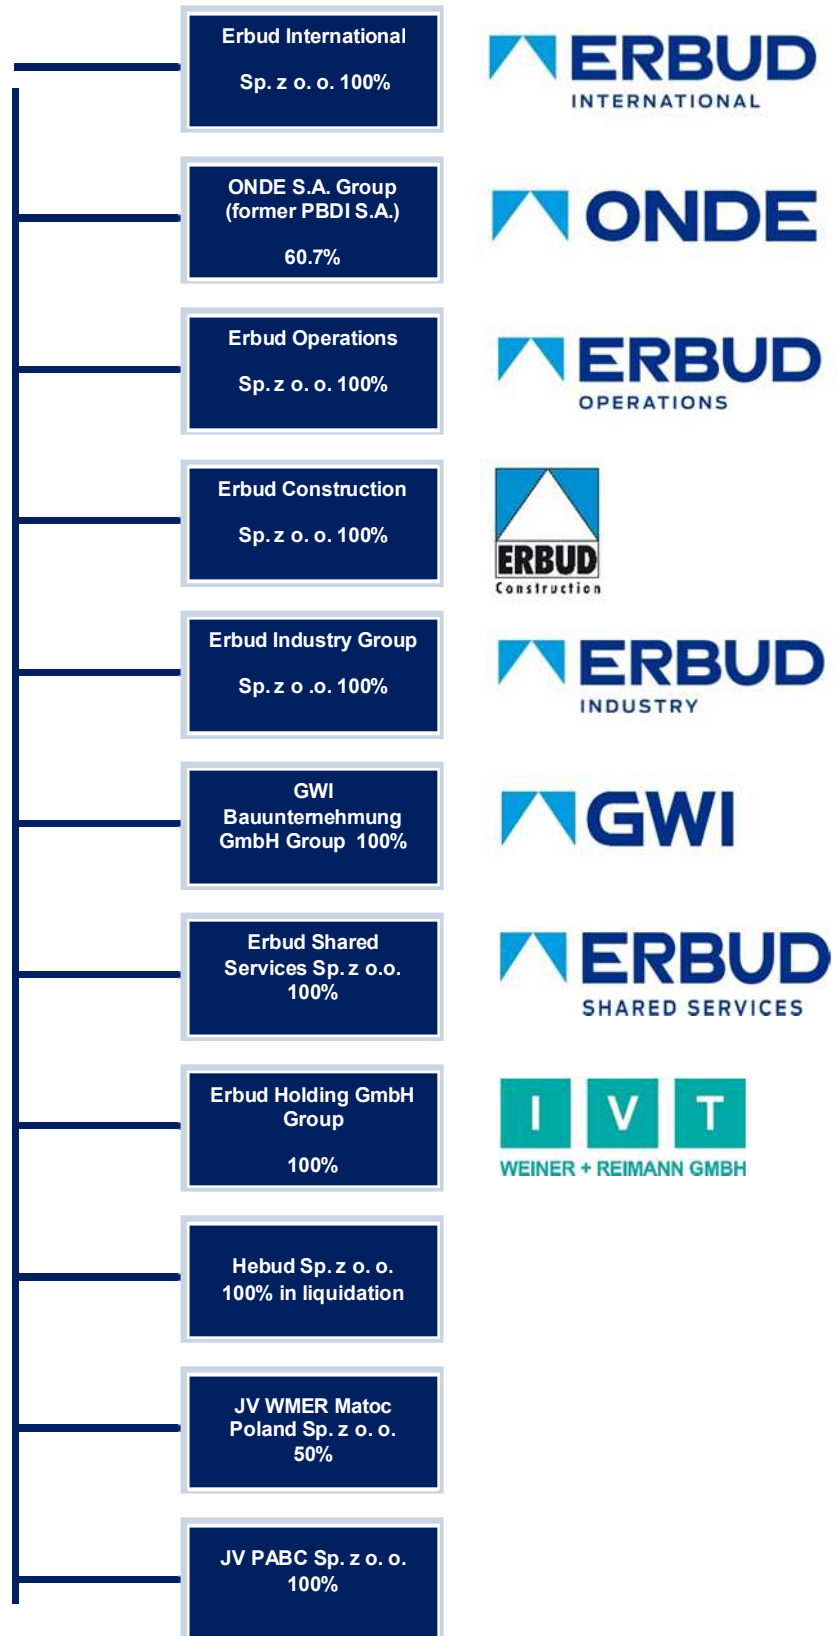 Erbud International
Sp. z o. o. 100%
ERBUD
INTERNATIONAL
ONDE S.A. Group
(former PBDI S.A.)
60.7%
ONDE
Erbud Operations
Sp. z o. o. 100%
ERBUD
OPERATIONS
Erbud Construction
Sp. z o. o. 100%
ERBUD
Construction
Erbud Industry Group
Sp. z o .o. 100%
ERBUD
INDUSTRY
GWI
Bauunternehmung
GmbH Group 100%
GWI
Erbud Shared
Services Sp. z o.o.
100%
ERBUD
SHARED SERVICES
Erbud Holding GmbH
Group
100%
I V T
WEINER + REIMANN GMBH
Hebud Sp. z o. o.
100% in liquidation
JV WMER Matoc
Poland Sp. z o. o.
50%
JV PABC Sp. z o. o.
100%